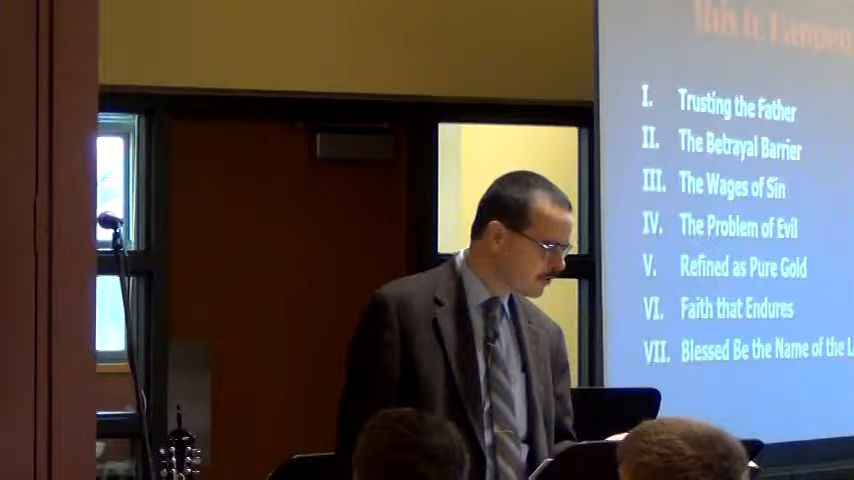 I. Trusting the Father
II. The Betrayal Barrier
III. The Wages of Sin
IV. The Problem of Evil
V. Refined as Pure Gold
VI. Faith that Endures
VII. Blessed Be the Name of the